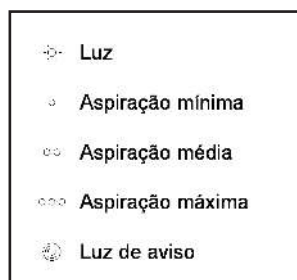 Luz
Aspiração mínima
Aspiração média
Aspiração máxima
Luz de aviso